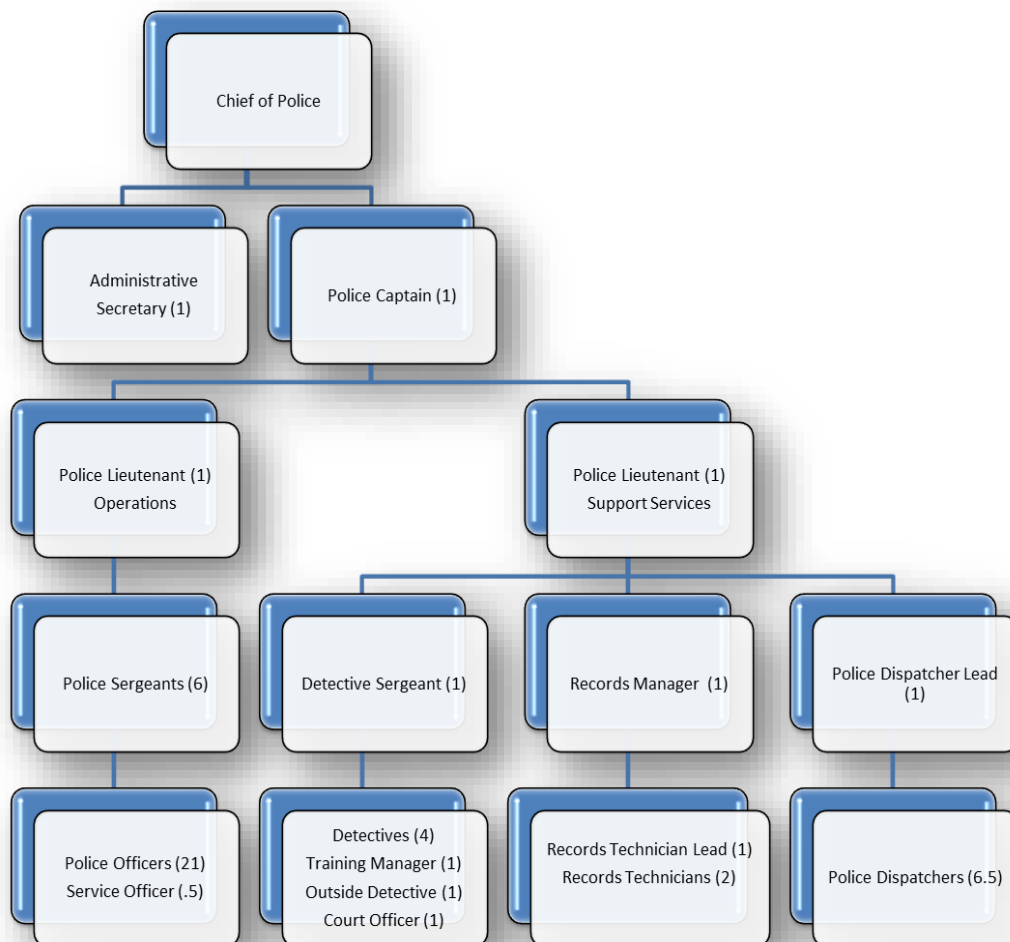 Chief of Police
Administrative
Secretary (1)
Police Captain (1)
Police Lieutenant (1)
Operations
Police Lieutenant (1)
Support Services
Police Sergeants (6)
Detective Sergeant (1)
Records Manager (1)
Police Dispatcher Lead
(1)
Police Officers (21)
Service Officer (.5)
Detectives (4)
Training Manager (1)
Outside Detective (1)
Court Officer (1)
Records Technician Lead (1)
Records Technicians (2)
Police Dispatchers (6.5)